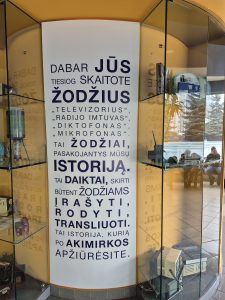 DABAR JŪS
TIESIOG SKAITOTE
ŽODŽIUS
„TELEVIZORIUS“,
„RADIJO IMTUVAS“,
„DIKTOFONAS“,
„MIKROFONAS“.
TAI ŽODŽIAI,
PASAKOJANTYS MŪSŲ
ISTORIJĄ.
TAI DAIKTAI, SKIRTI
BŪTENT ŽODŽIAMS
ĮRAŠYTI,
RODYTI,
TRANSLIUOTI.
TAI ISTORIJA, KURIĄ
PO AKIMIRKOS
APŽIŪRĖSITE.